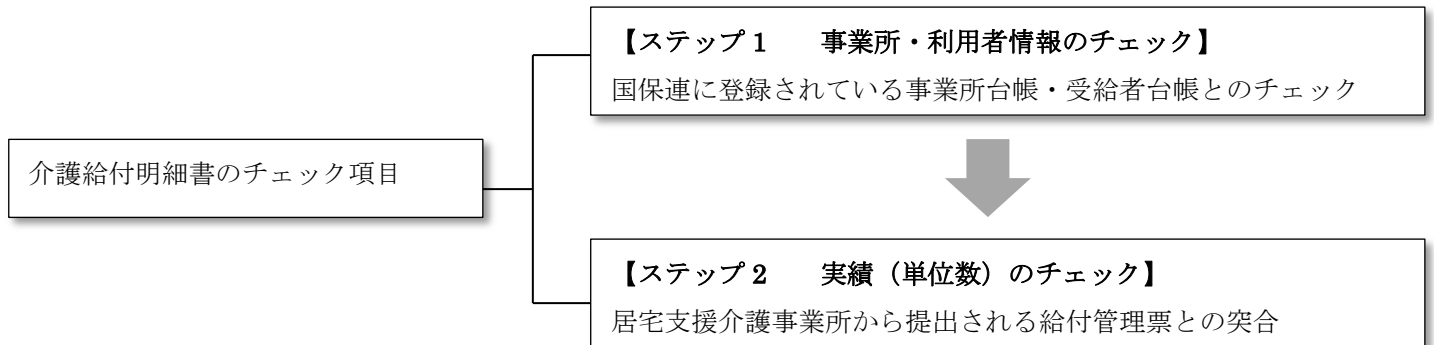 【ステップ 1　　事業所・利用者情報のチェック】
国保連に登録されている事業所台帳・受給者台帳とのチェック
介護給付明細書のチェック項目
【ステップ 2　　実績（単位数）のチェック】
居宅支援介護事業所から提出される給付管理票との突合